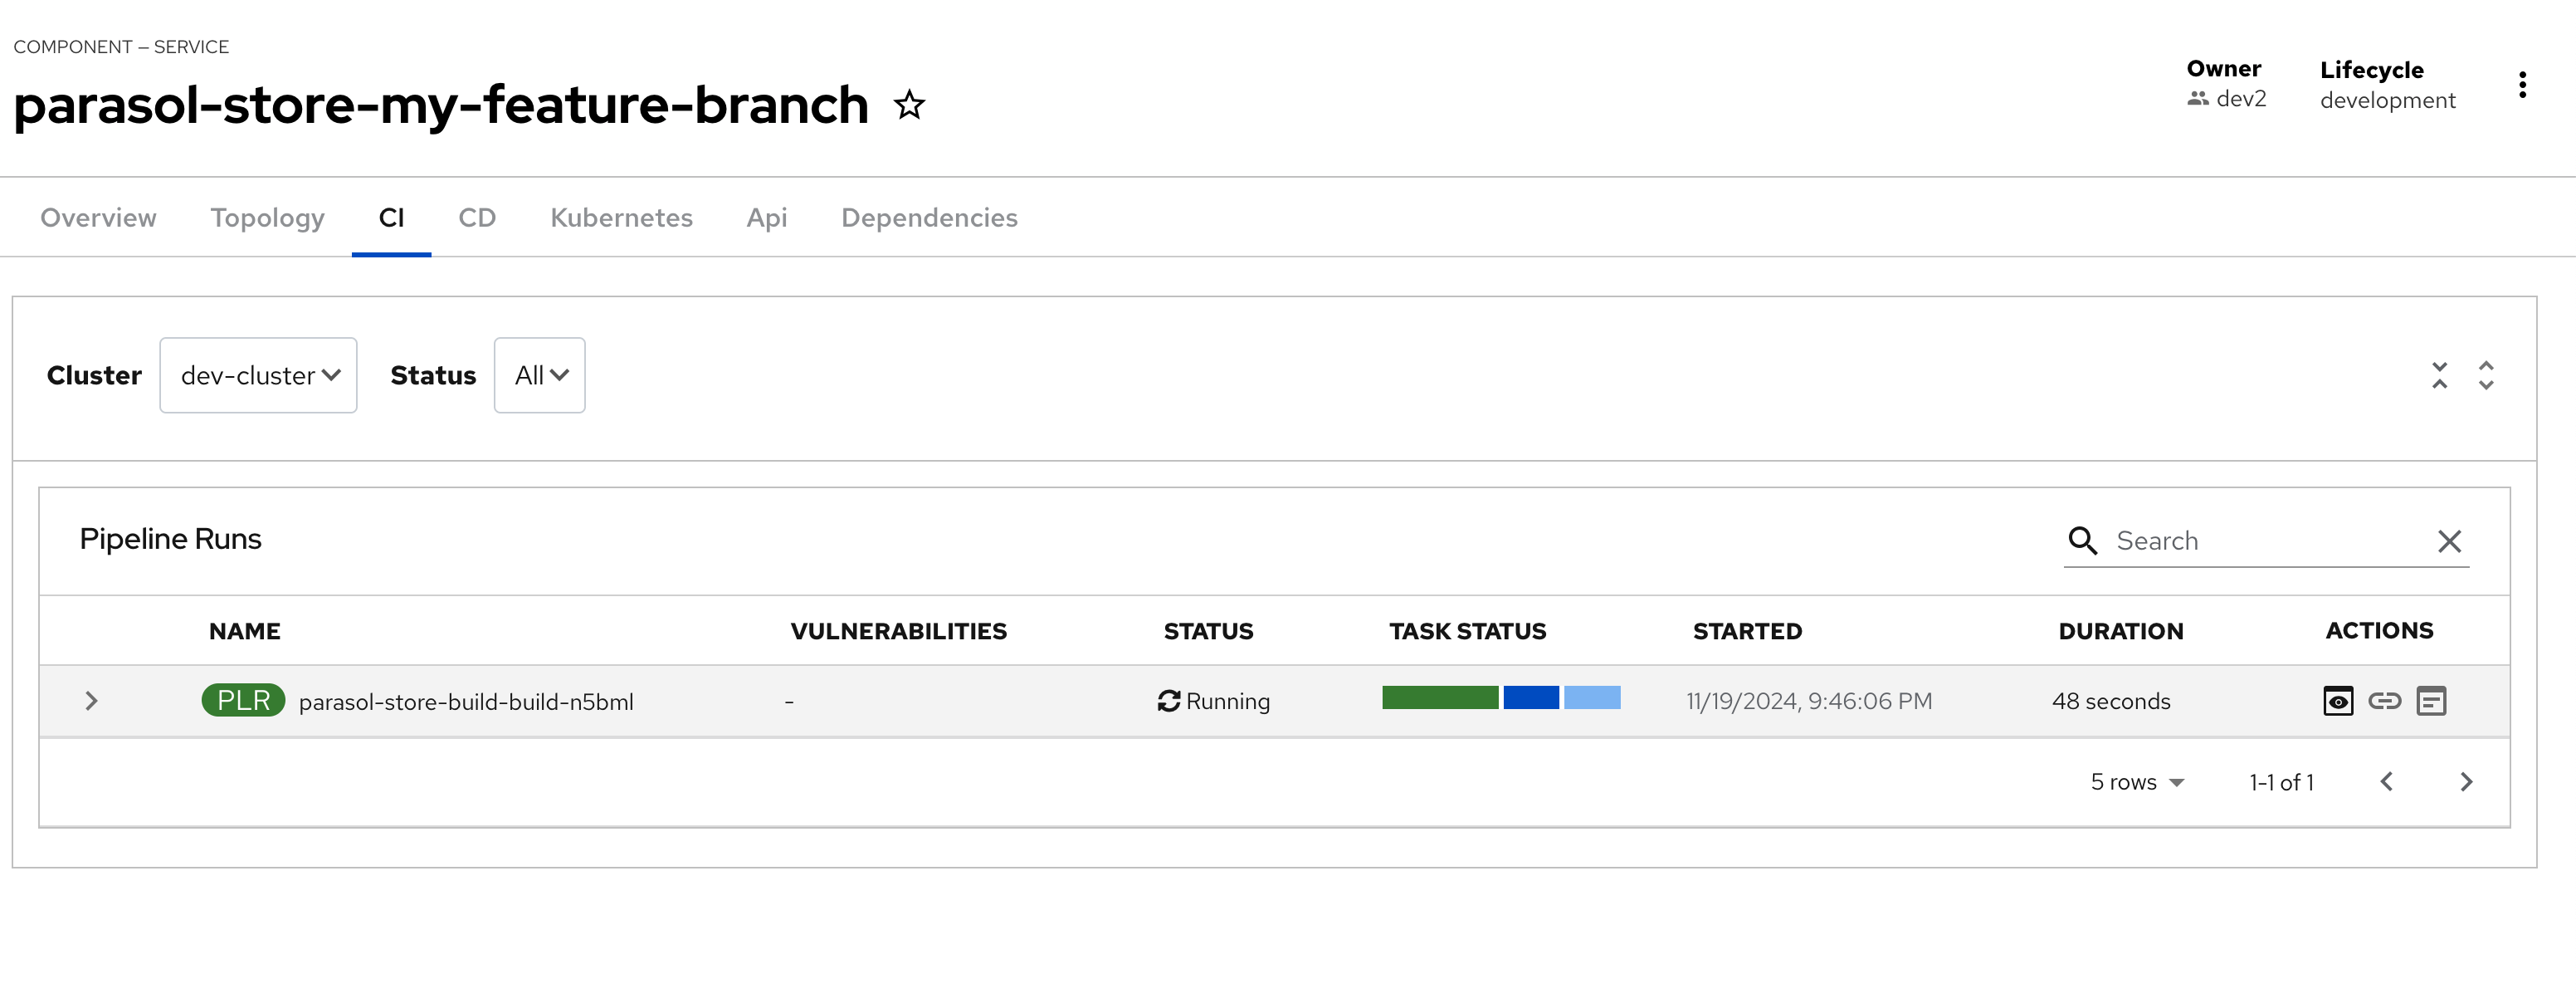 COMPONENT — SERVICE
parasol-store-my-feature-branch
Owner
dev2
Lifecycle
development
Overview Topology CI CD Kubernetes Api Dependencies
Cluster dev-cluster Status All
Pipeline Runs
Search
NAME VULNERABILITIES STATUS TASK STATUS STARTED DURATION ACTIONS
PLR parasol-store-build-build-n5bml - Running 11/19/2024, 9:46:06 PM 48 seconds
5 rows 1-1 of 1